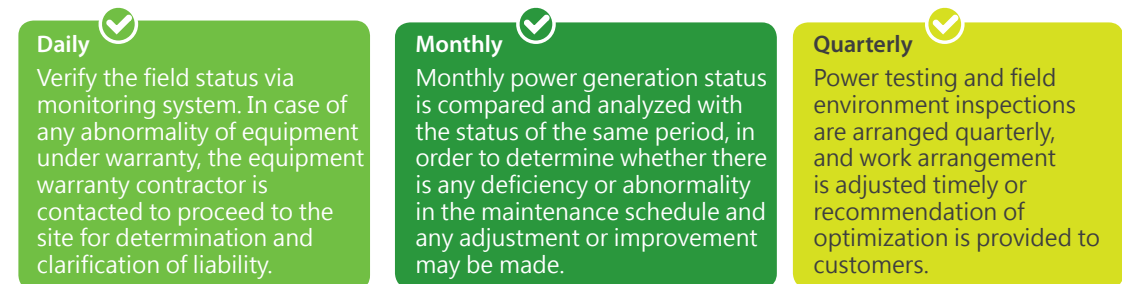 Daily
Verify the field status via
monitoring system. In case of
any abnormality of equipment
under warranty, the equipment
warranty contractor is
contacted to proceed to the
site for determination and
clarification of liability.
Monthly
Monthly power generation status
is compared and analyzed with
the status of the same period, in
order to determine whether there
is any deficiency or abnormality
in the maintenance schedule and
any adjustment or improvement
may be made.
Quarterly
Power testing and field
environment inspections
are arranged quarterly,
and work arrangement
is adjusted timely or
recommendation of
optimization is provided to
customers.